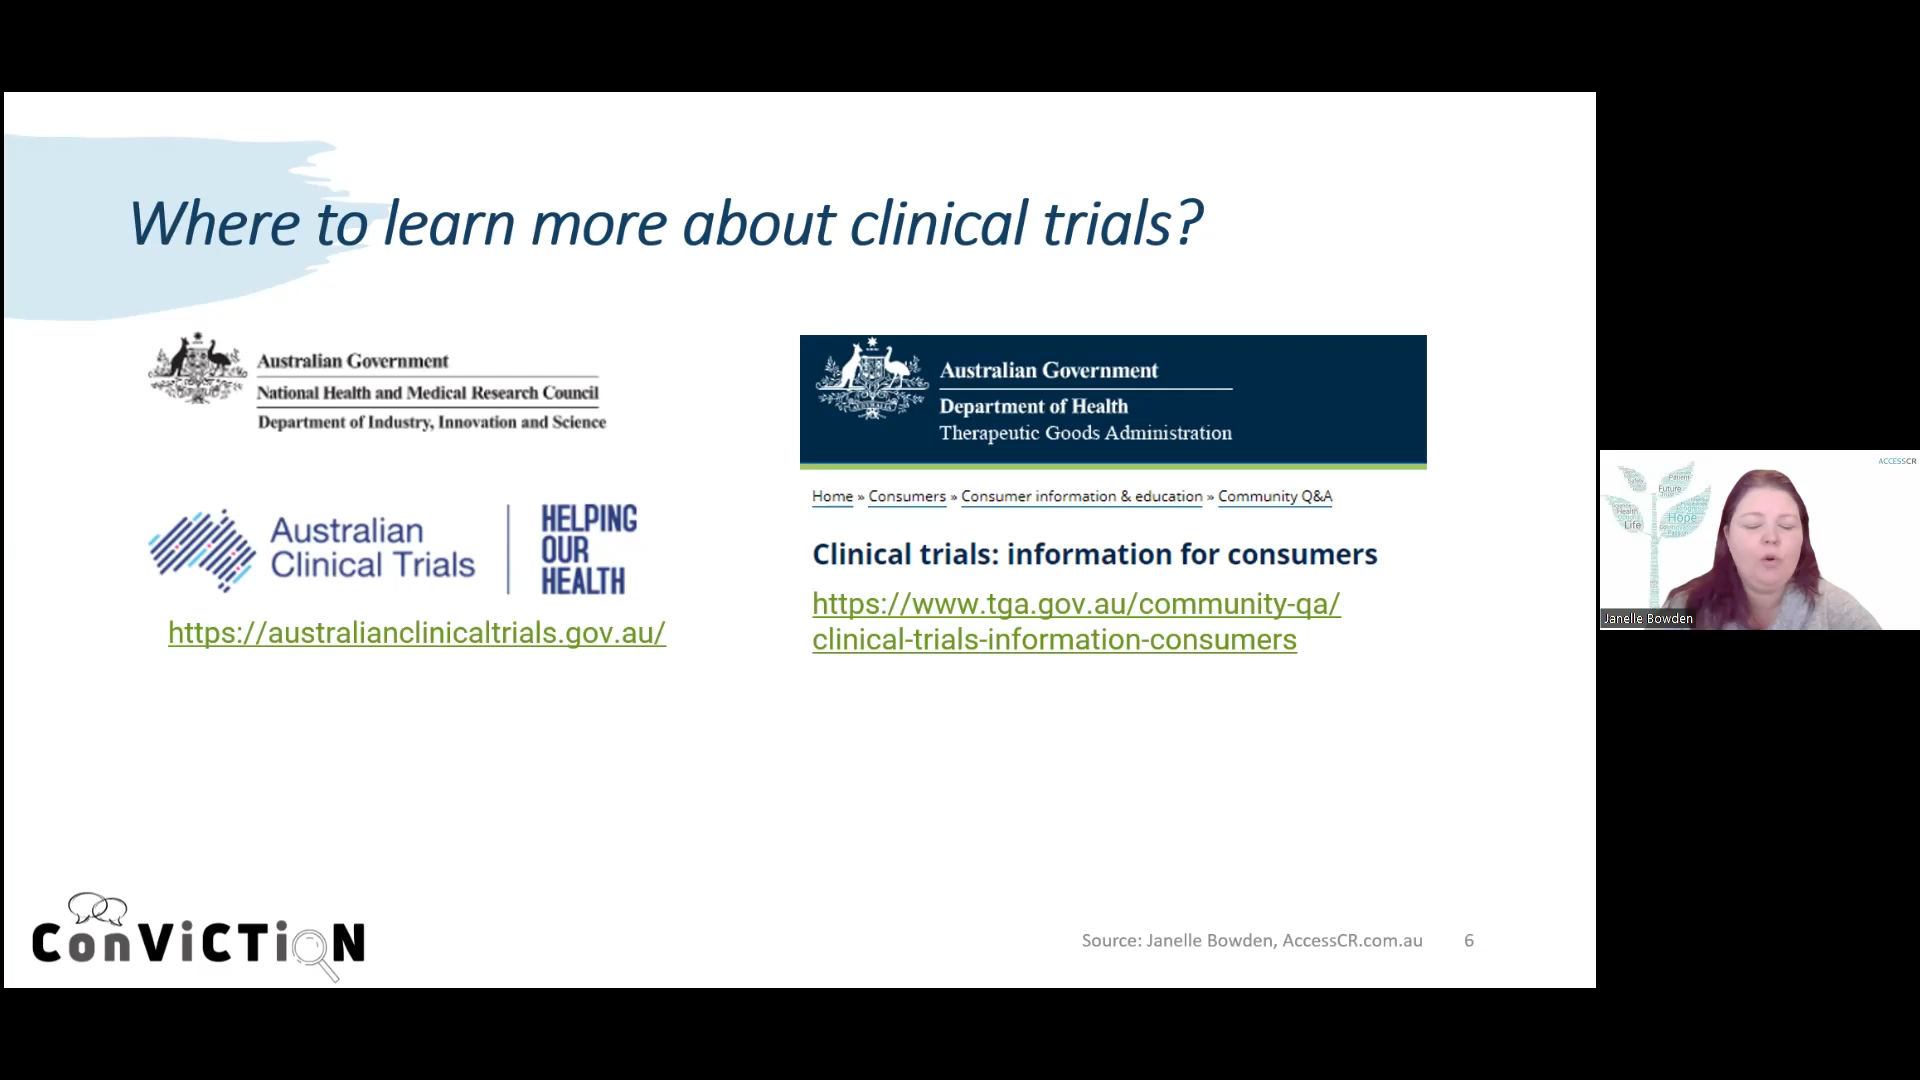 Where to learn more about clinical trials?
Australian Government
National Health and Medical Research Council
Department of Industry, Innovation and Science
Australian
Clinical Trials
HELPING
OUR
HEALTH
https://australianclinicaltrials.gov.au/
Australian Government
Department of Health
Therapeutic Goods Administration
Home » Consumers » Consumer information & education » Community Q&A
Clinical trials: information for consumers
https://www.tga.gov.au/community-qa/
clinical-trials-information-consumers
ConViCTioN
Source: Janelle Bowden, AccessCR.com.au
6
ACCESSCR
Patient
Future
Health
Life
Hope
Janelle Bowden